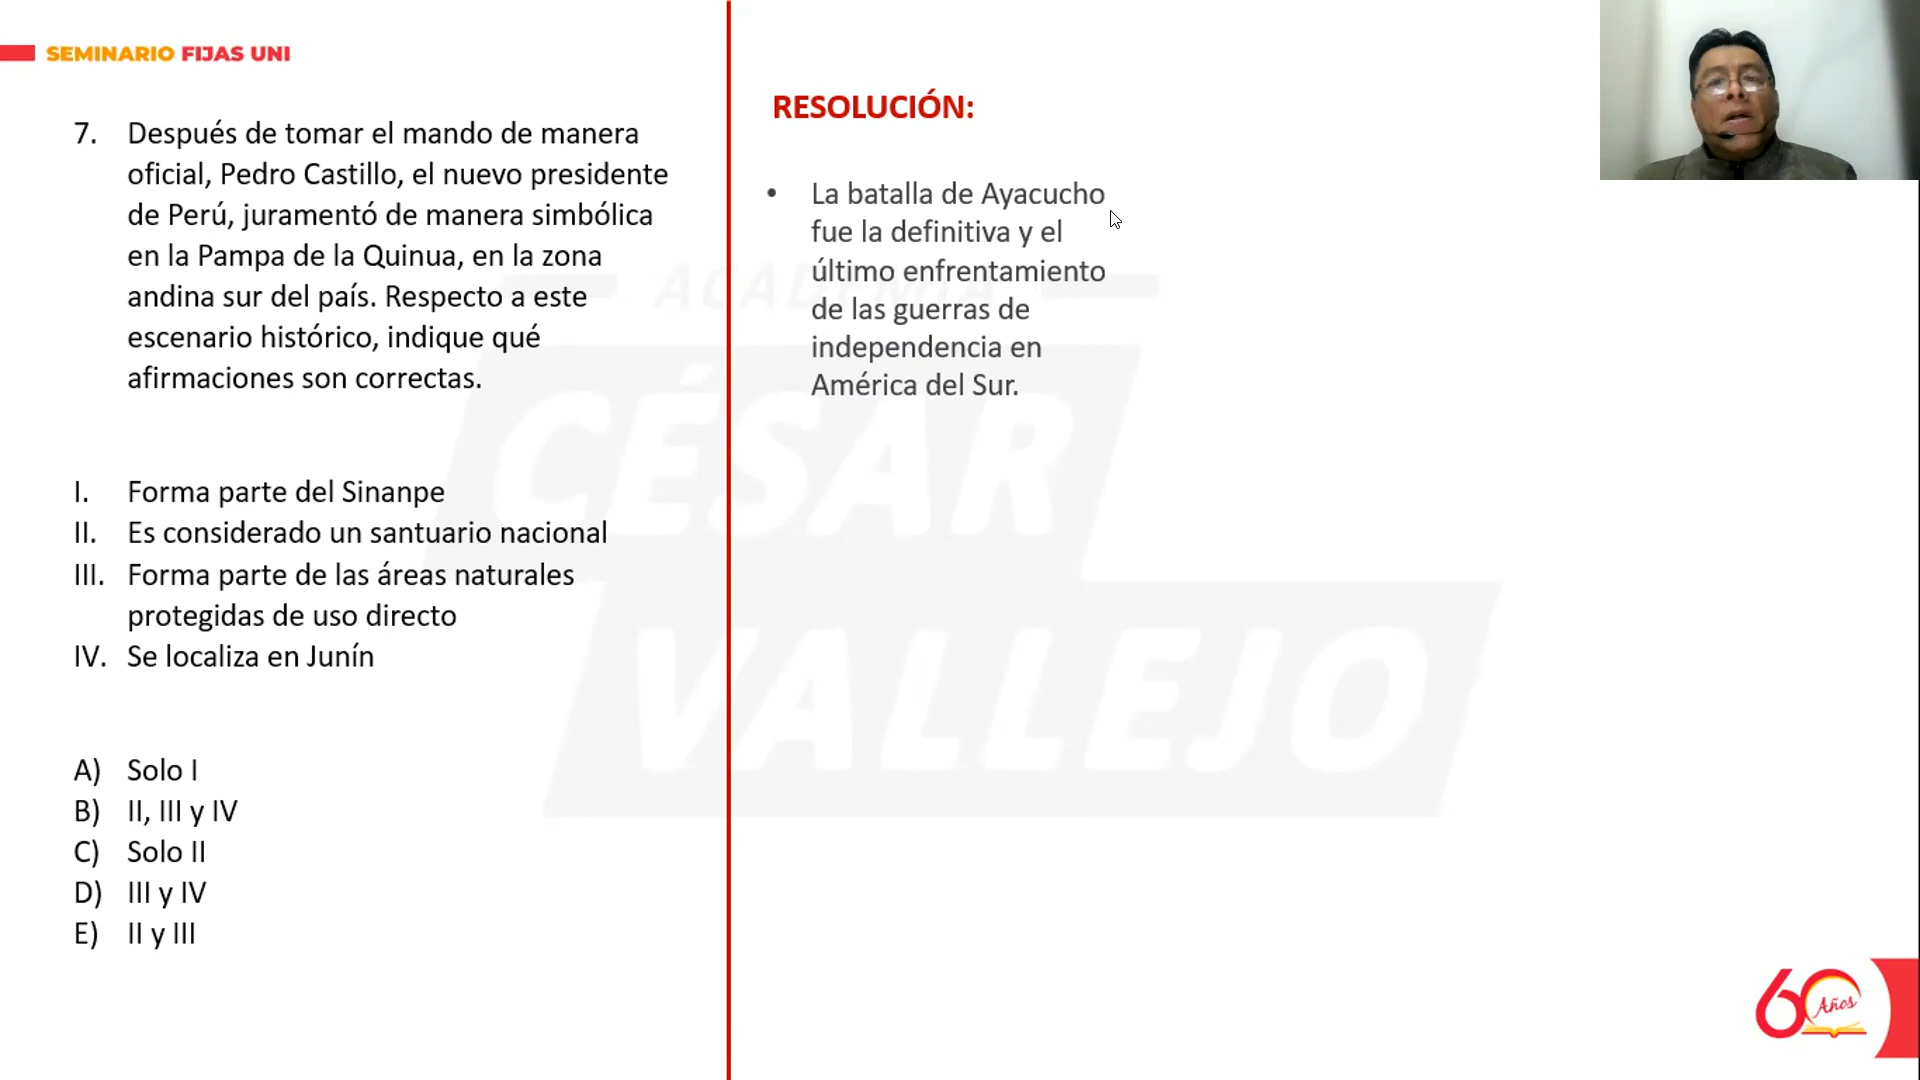 SEMINARIO FIJAS UNI
7. Después de tomar el mando de manera
oficial, Pedro Castillo, el nuevo presidente
de Perú, juramentó de manera simbólica
en la Pampa de la Quinua, en la zona
andina sur del país. Respecto a este
escenario histórico, indique qué
afirmaciones son correctas.
I. Forma parte del Sinanpe
II. Es considerado un santuario nacional
III. Forma parte de las áreas naturales
protegidas de uso directo
IV. Se localiza en Junín
A) Solo I
B) II, III y IV
C) Solo II
D) III y IV
E) II y III
RESOLUCIÓN:
• La batalla de Ayacucho
fue la definitiva y el
último enfrentamiento
de las guerras de
independencia en
América del Sur.
ACADEMIA
CÉSAR
VALLEJO
60 Años